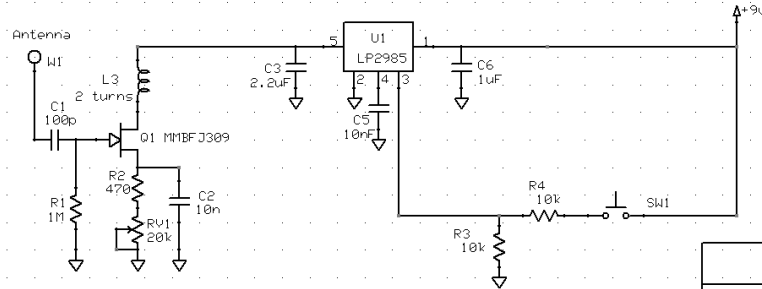 +9v
Antenna
W1
U1
5
LP2985
1
L3
2 turns
C3
2.2uF
2
4
3
C6
.1uF
C1
100p
C5
10nF
Q1 MMBFJ309
R2
470
R1
1M
C2
10n
R4
10k
SW1
RV1
20k
R3
10k